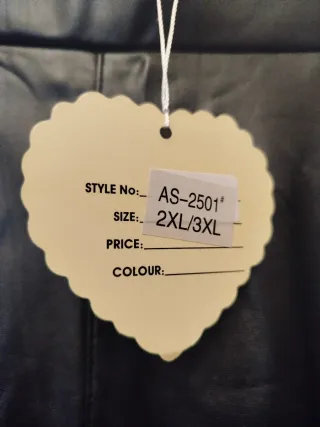 STYLE No: AS-2501#
SIZE: 2XL/3XL
PRICE:
COLOUR: